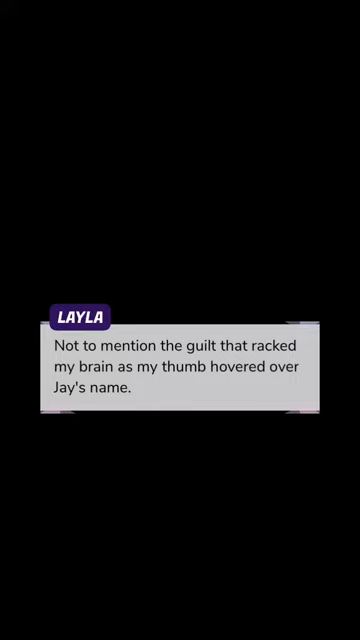 LAYLA
Not to mention the guilt that racked
my brain as my thumb hovered over
Jay's name.